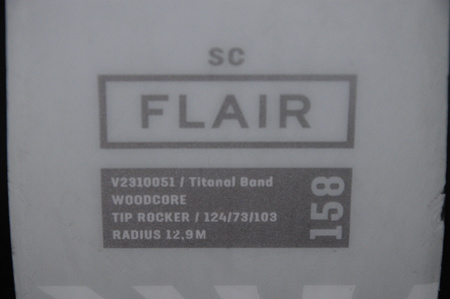 SC
FLAIR
V2310051 / Titanal Band
WOODCORE
TIP ROCKER / 124/73/103
RADIUS 12,9M
158